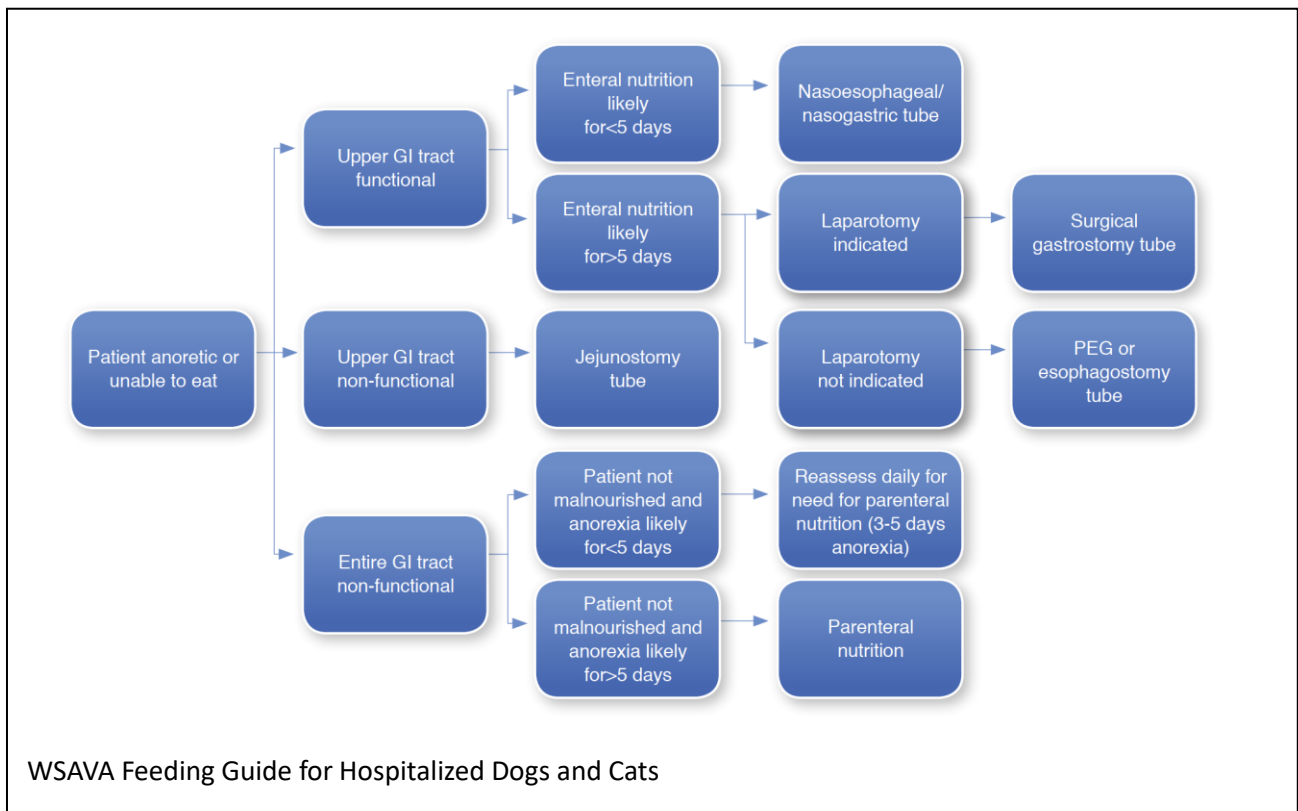 Patient anoretic or
unable to eat
Upper GI tract
functional
Enteral nutrition
likely
for<5 days
Nasoesophageal/
nasogastric tube
Enteral nutrition
likely
for>5 days
Laparotomy
indicated
Surgical
gastrostomy tube
Laparotomy
not indicated
PEG or
esophagostomy
tube
Upper GI tract
non-functional
Jejunostomy
tube
Entire GI tract
non-functional
Patient not
malnourished and
anorexia likely
for<5 days
Reassess daily for
need for parenteral
nutrition (3-5 days
anorexia)
Patient not
malnourished and
anorexia likely
for>5 days
Parenteral
nutrition
WSAVA Feeding Guide for Hospitalized Dogs and Cats